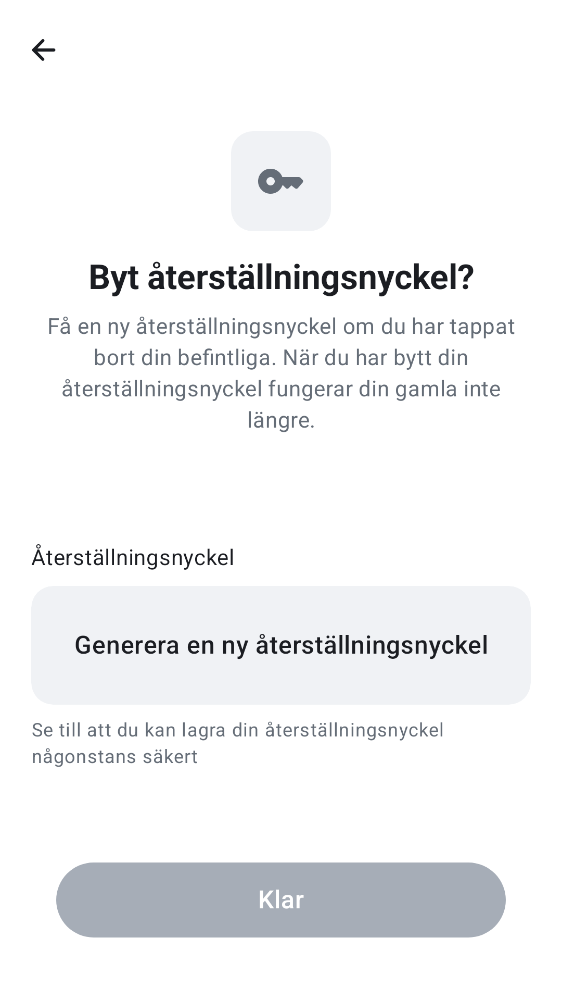 Byt återställningsnyckel?
Få en ny återställningsnyckel om du har tappat
bort din befintliga. När du har bytt din
återställningsnyckel fungerar din gamla inte
längre.
Återställningsnyckel
Generera en ny återställningsnyckel
Se till att du kan lagra din återställningsnyckel
någonstans säkert
Klar